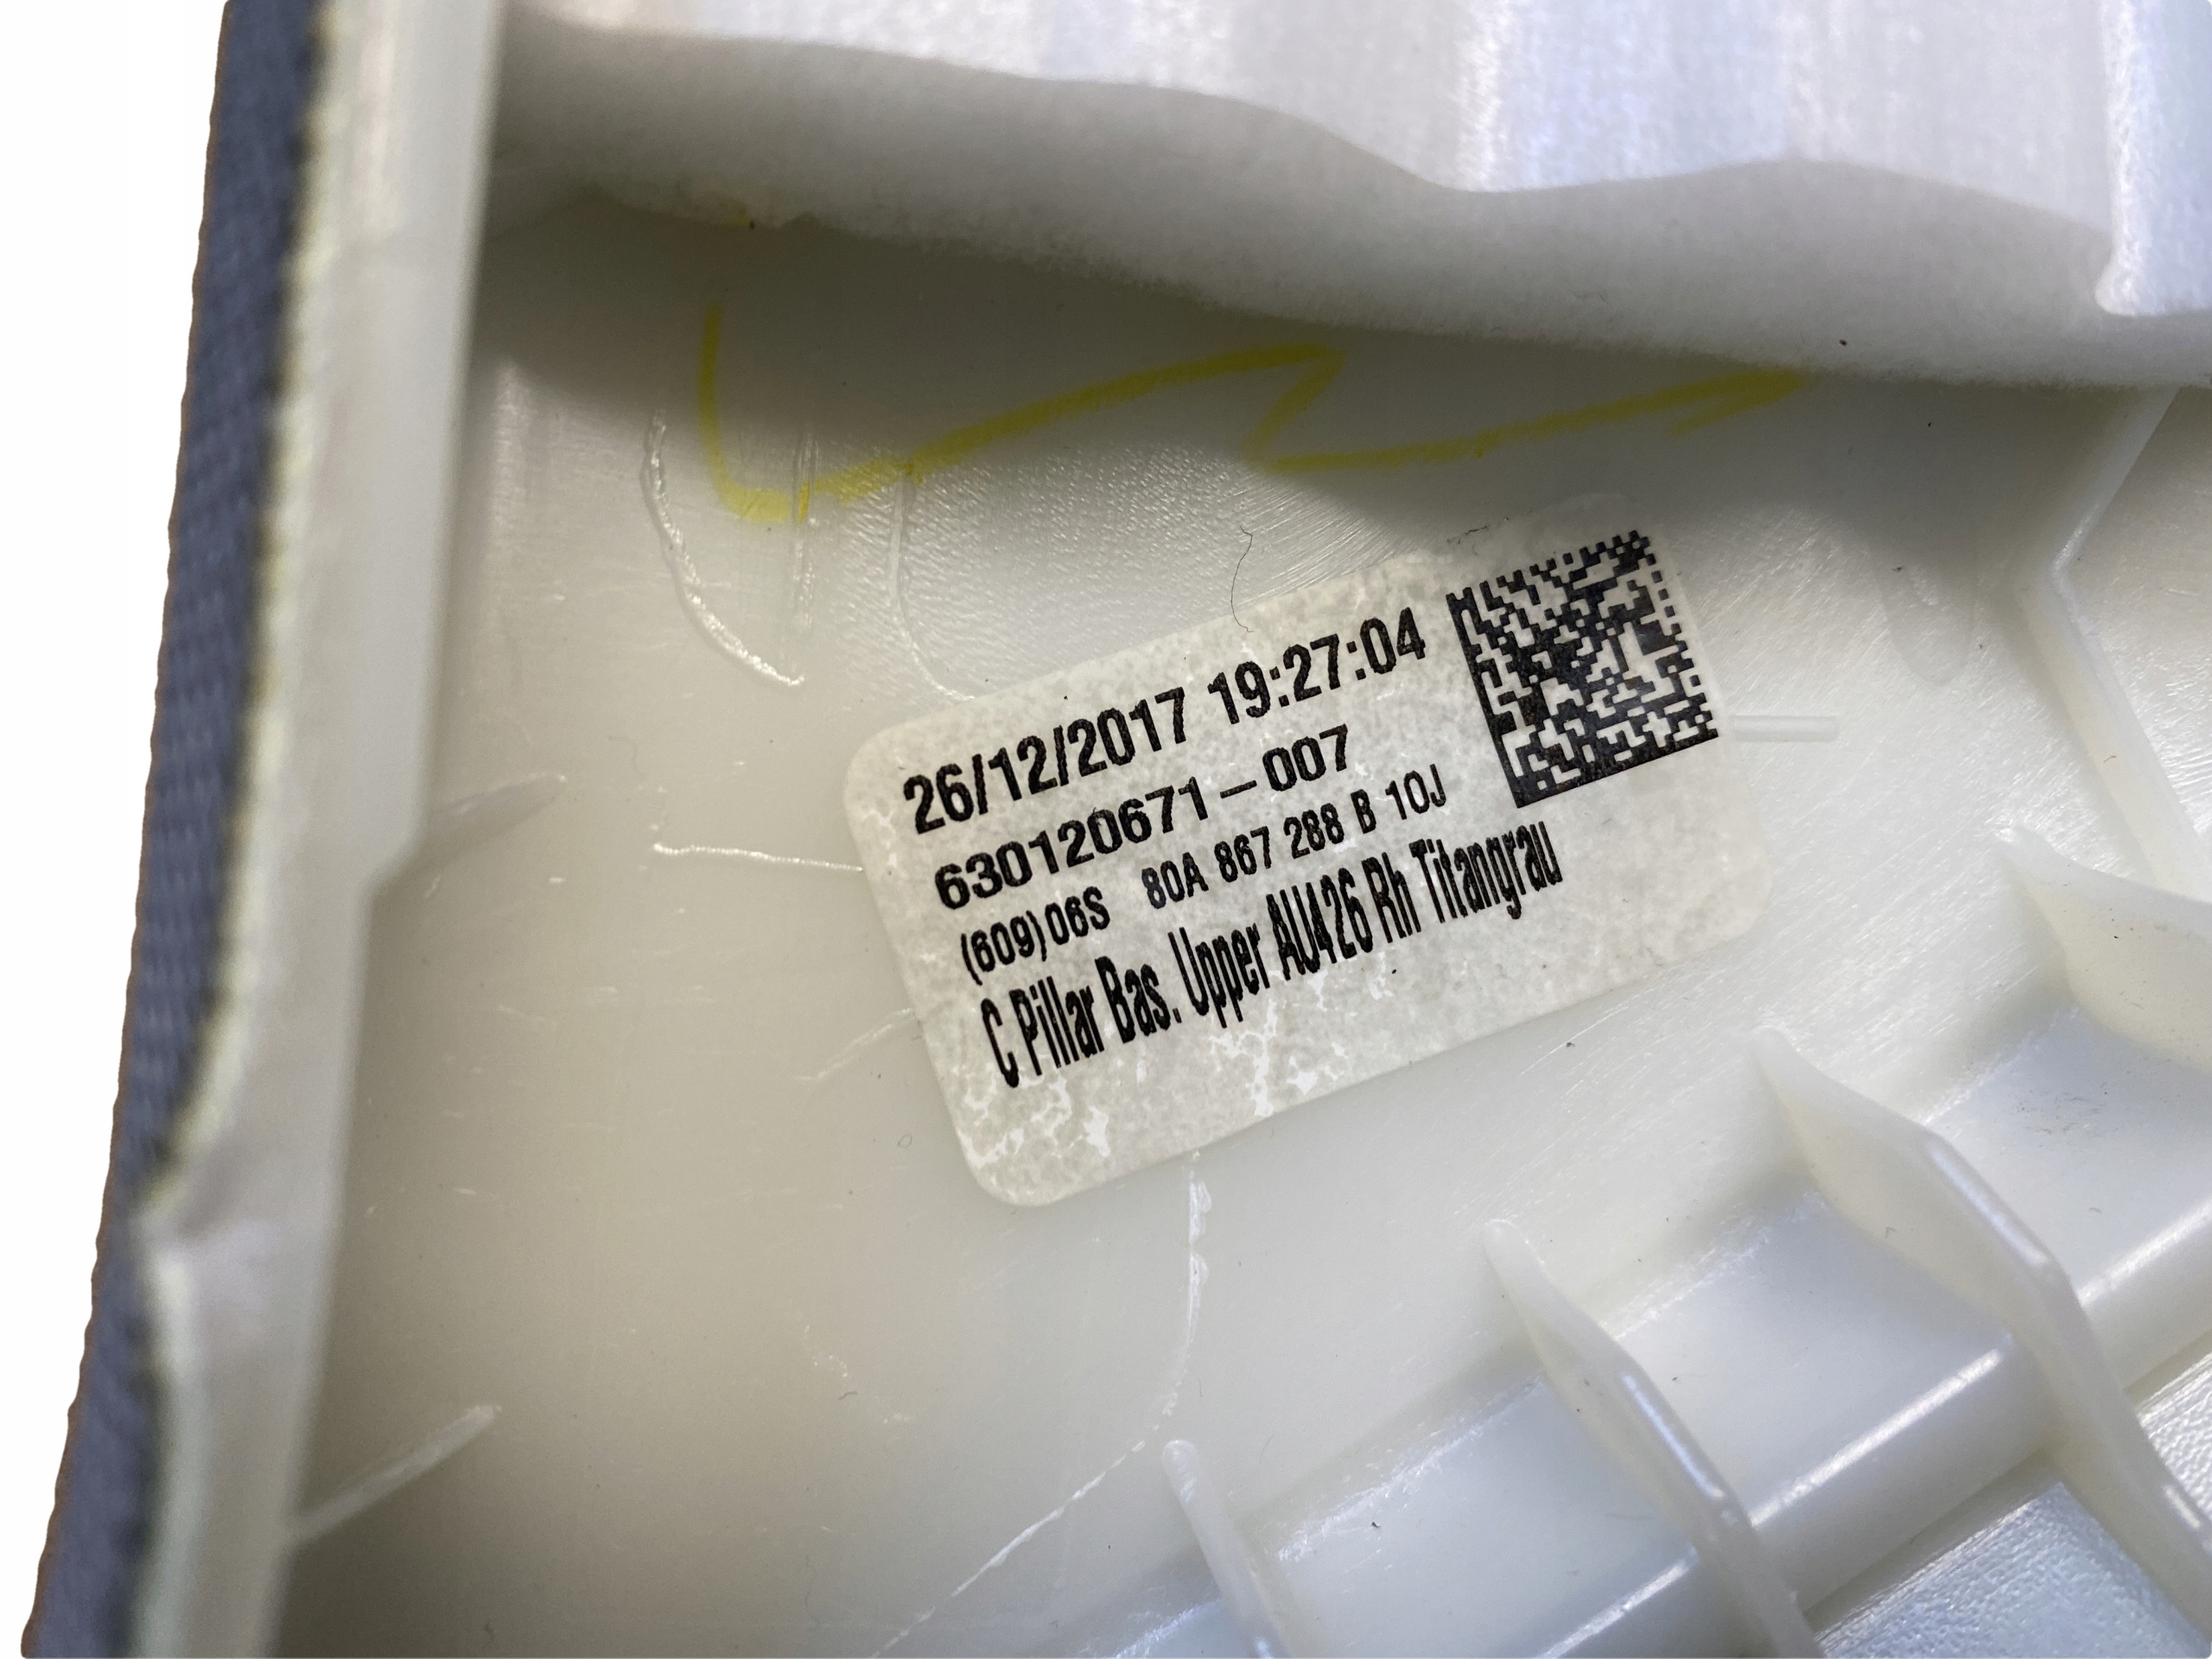 26/12/2017 19:27:04
630120671-007
(609)06S 80A 867 288 B 10J
C Pillar Bas. Upper AU426 Rh Titangrau